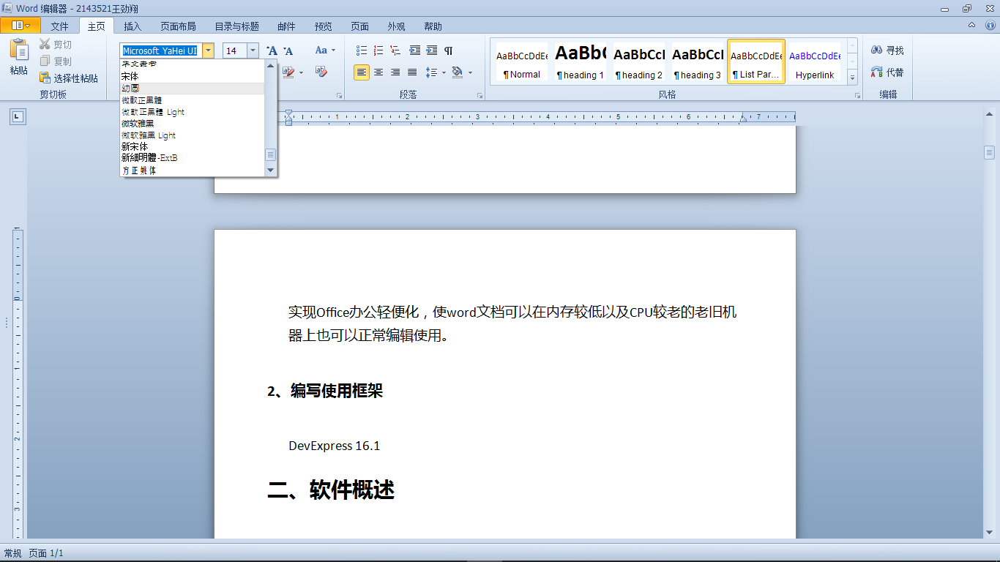 Word 编辑器 - 2143521王劲翔
文件 主页 插入 页面布局 目录与标题 邮件 预览 页面 外观 帮助
粘贴
剪切
复制
选择性粘贴
剪切板
Microsoft YaHei UI
14
宋体
幼圆
微軟正黑體
微軟正黑體 Light
微软雅黑
微软雅黑 Light
新宋体
新細明體-ExtB
方正姚体
段落
AaBbCcDdEe
¶ Normal
AaBbC
¶ heading 1
AaBbCcI
¶ heading 2
AaBbCcI
¶ heading 3
AaBbCcDdEe
¶ List Par...
AaBbCcDdEe
Hyperlink
风格
寻找
代替
编辑
1 2 3 4 5 6 7
实现Office办公轻便化，使word文档可以在内存较低以及CPU较老的老旧机
器上也可以正常编辑使用。
2、编写使用框架
DevExpress 16.1
二、软件概述
常规 页面 1/1